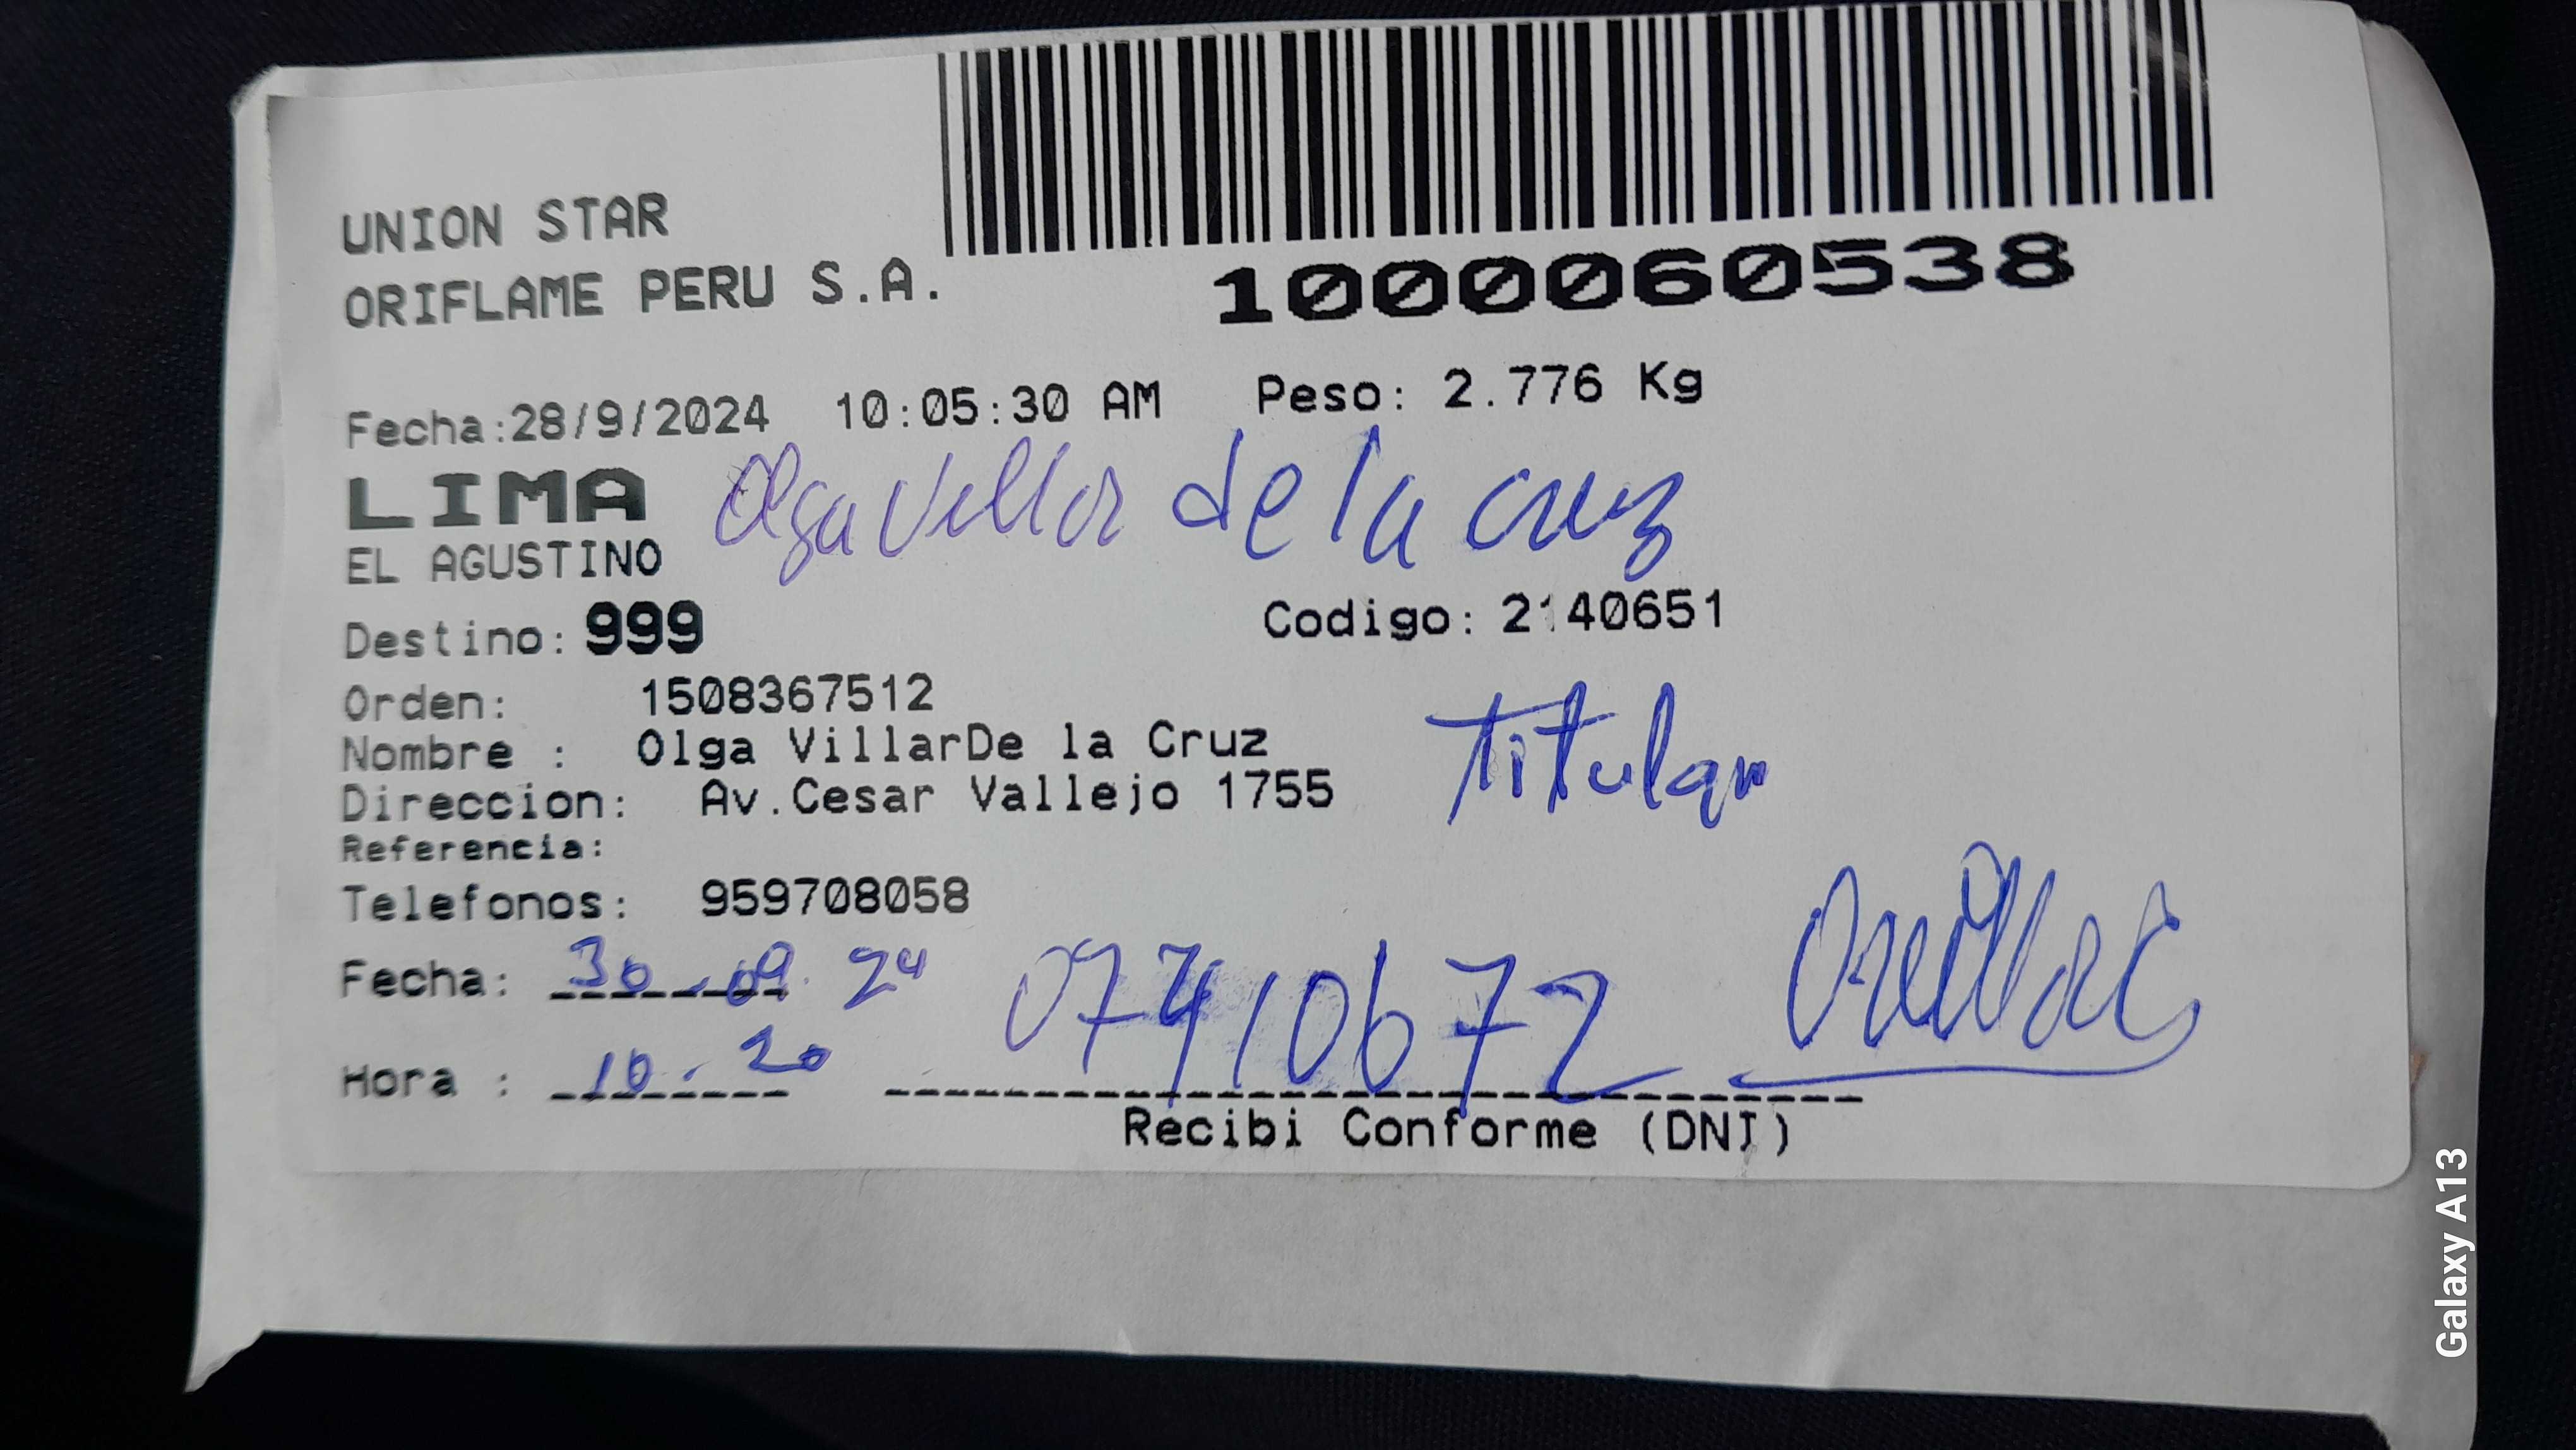 UNION STAR
ORIFLAME PERU S.A.
1000060538
Fecha:28/9/2024 10:05:30 AM Peso: 2.776 Kg
LIMA Olga Villar de la cruz
EL AGUSTINO
Destino: 999 Codigo: 2140651
Orden: 1508367512
Nombre : Olga VillarDe la Cruz
Titular
Direccion: Av.Cesar Vallejo 1755
Referencia:
Telefonos: 959708058
Fecha: 30-09.24 07410672
Hora : 10.20
Recibi Conforme (DNI)
Galaxy A13